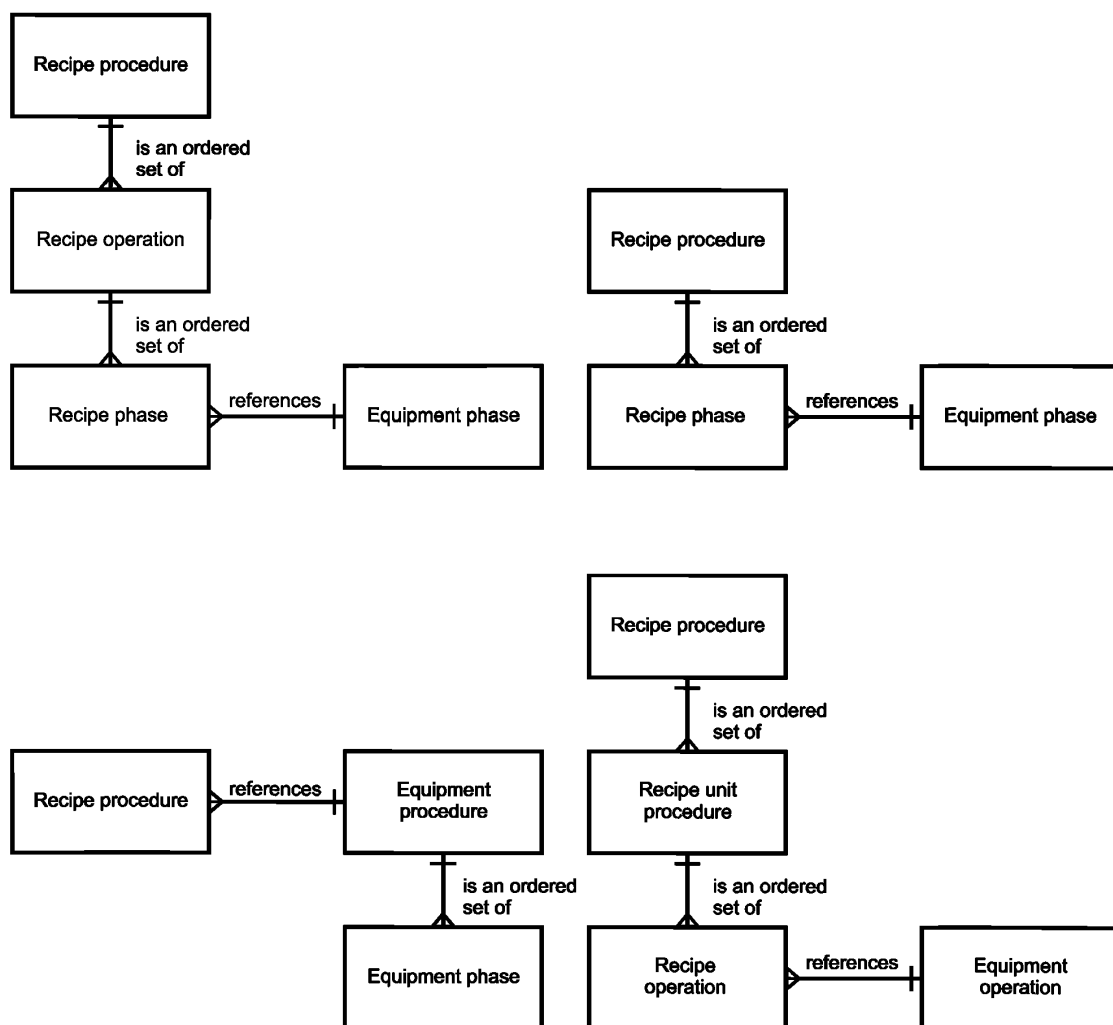 Recipe procedure
is an ordered
set of
Recipe operation
is an ordered
set of
Recipe phase
references
Equipment phase
Recipe procedure
is an ordered
set of
Recipe phase
references
Equipment phase
Recipe procedure
references
Equipment
procedure
is an ordered
set of
Equipment phase
Recipe procedure
is an ordered
set of
Recipe unit
procedure
is an ordered
set of
Recipe
operation
references
Equipment
operation